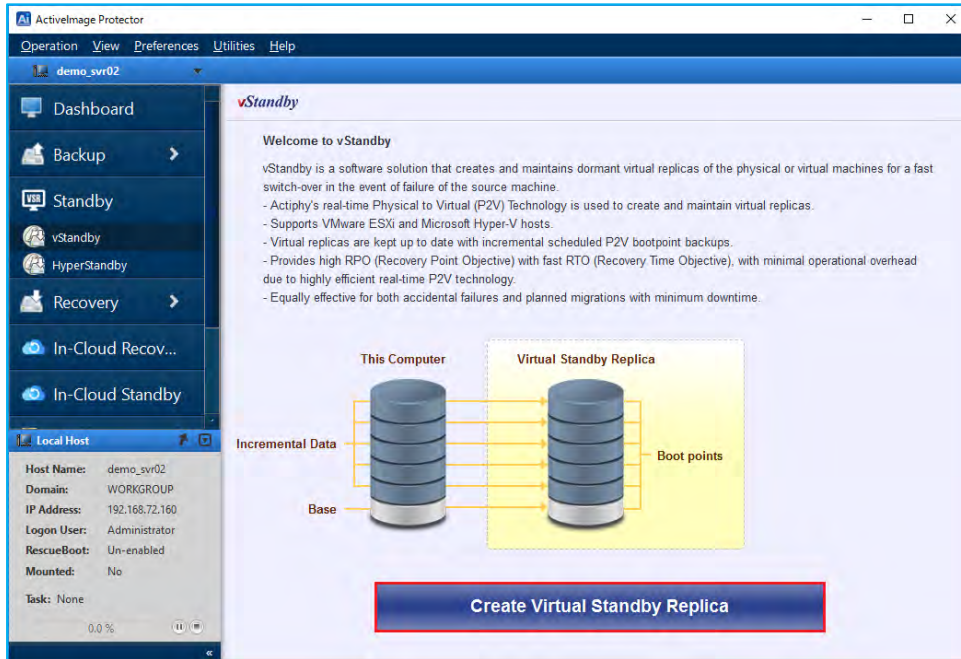 Ai ActiveImage Protector
Operation View Preferences Utilities Help
demo_svr02
Dashboard
Backup
VSR Standby
vStandby
HyperStandby
Recovery
In-Cloud Recov...
In-Cloud Standby
Local Host
Host Name: demo_svr02
Domain: WORKGROUP
IP Address: 192.168.72.160
Logon User: Administrator
RescueBoot: Un-enabled
Mounted: No
Task: None
0.0 %
«
vStandby
Welcome to vStandby
vStandby is a software solution that creates and maintains dormant virtual replicas of the physical or virtual machines for a fast
switch-over in the event of failure of the source machine.
- Actiphy's real-time Physical to Virtual (P2V) Technology is used to create and maintain virtual replicas.
- Supports VMware ESXi and Microsoft Hyper-V hosts.
- Virtual replicas are kept up to date with incremental scheduled P2V bootpoint backups.
- Provides high RPO (Recovery Point Objective) with fast RTO (Recovery Time Objective), with minimal operational overhead
due to highly efficient real-time P2V technology.
- Equally effective for both accidental failures and planned migrations with minimum downtime.
This Computer
Virtual Standby Replica
Incremental Data
Boot points
Base
Create Virtual Standby Replica